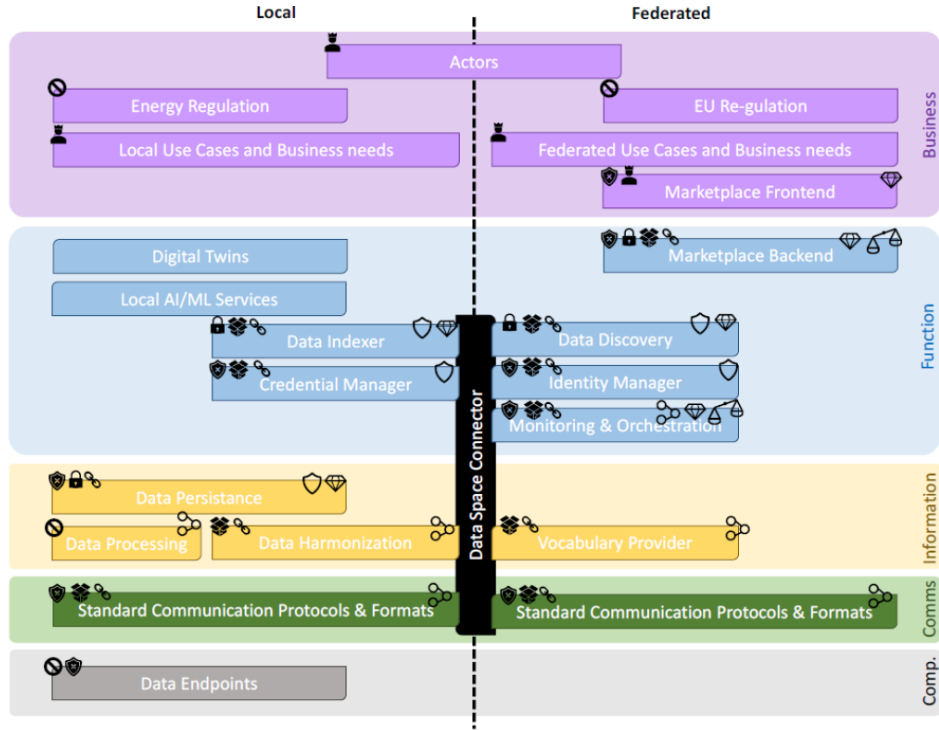 Local
Federated
Actors
Energy Regulation
EU Re-gulation
Local Use Cases and Business needs
Federated Use Cases and Business needs
Marketplace Frontend
Business
Digital Twins
Marketplace Backend
Local AI/ML Services
Data Indexer
Data Discovery
Credential Manager
Identity Manager
Monitoring & Orchestration
Function
Data Space Connector
Data Persistance
Data Processing
Data Harmonization
Vocabulary Provider
Information
Standard Communication Protocols & Formats
Standard Communication Protocols & Formats
Comms
Data Endpoints
Comp.